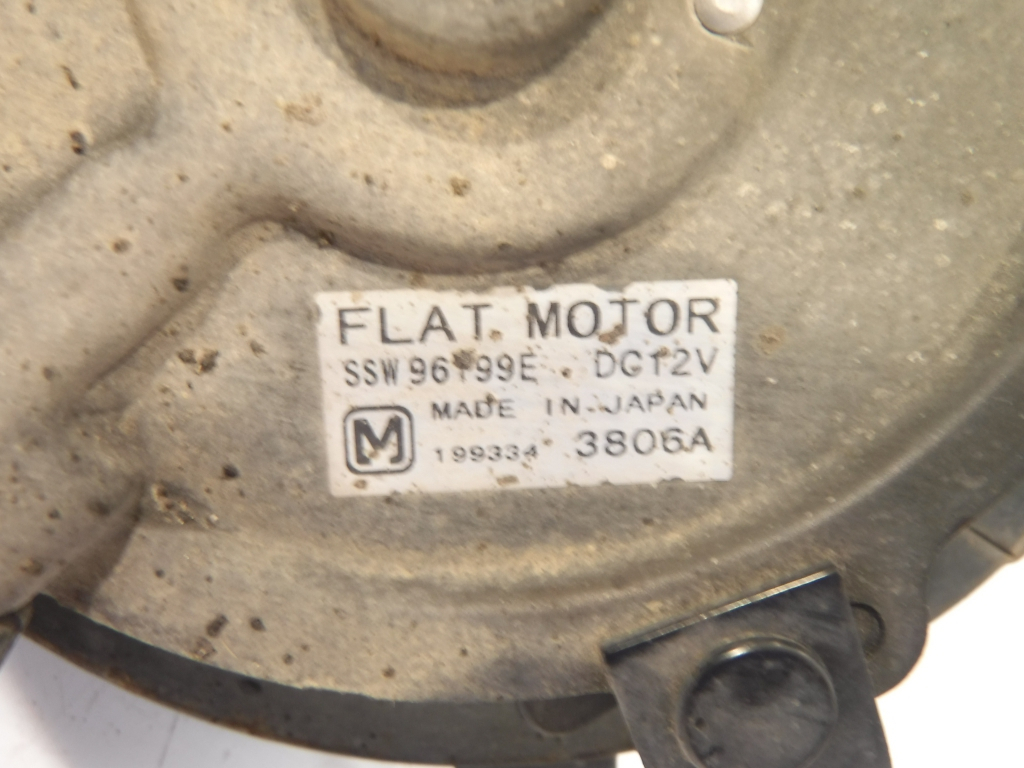 FLAT MOTOR
SSW96199E DC12V
MADE IN JAPAN
M 199334 3806A